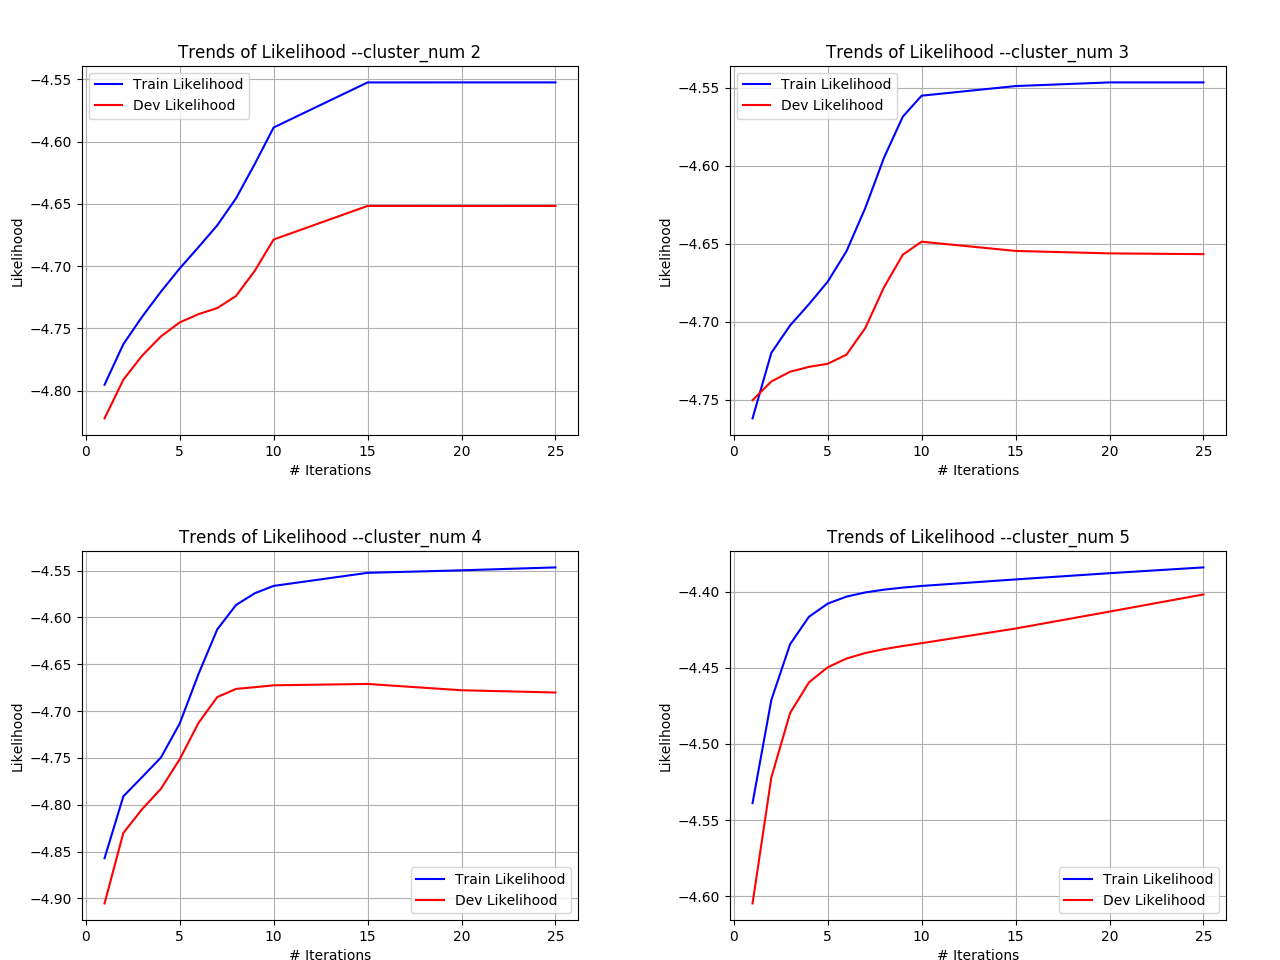 Trends of Likelihood --cluster_num 2
Train Likelihood
Dev Likelihood
−4.55
−4.60
−4.65
−4.70
−4.75
−4.80
Likelihood
0 5 10 15 20 25
# Iterations
Trends of Likelihood --cluster_num 3
Train Likelihood
Dev Likelihood
−4.55
−4.60
−4.65
−4.70
−4.75
Likelihood
0 5 10 15 20 25
# Iterations
Trends of Likelihood --cluster_num 4
−4.55
−4.60
−4.65
−4.70
−4.75
−4.80
−4.85
−4.90
Likelihood
Train Likelihood
Dev Likelihood
0 5 10 15 20 25
# Iterations
Trends of Likelihood --cluster_num 5
−4.40
−4.45
−4.50
−4.55
−4.60
Likelihood
Train Likelihood
Dev Likelihood
0 5 10 15 20 25
# Iterations